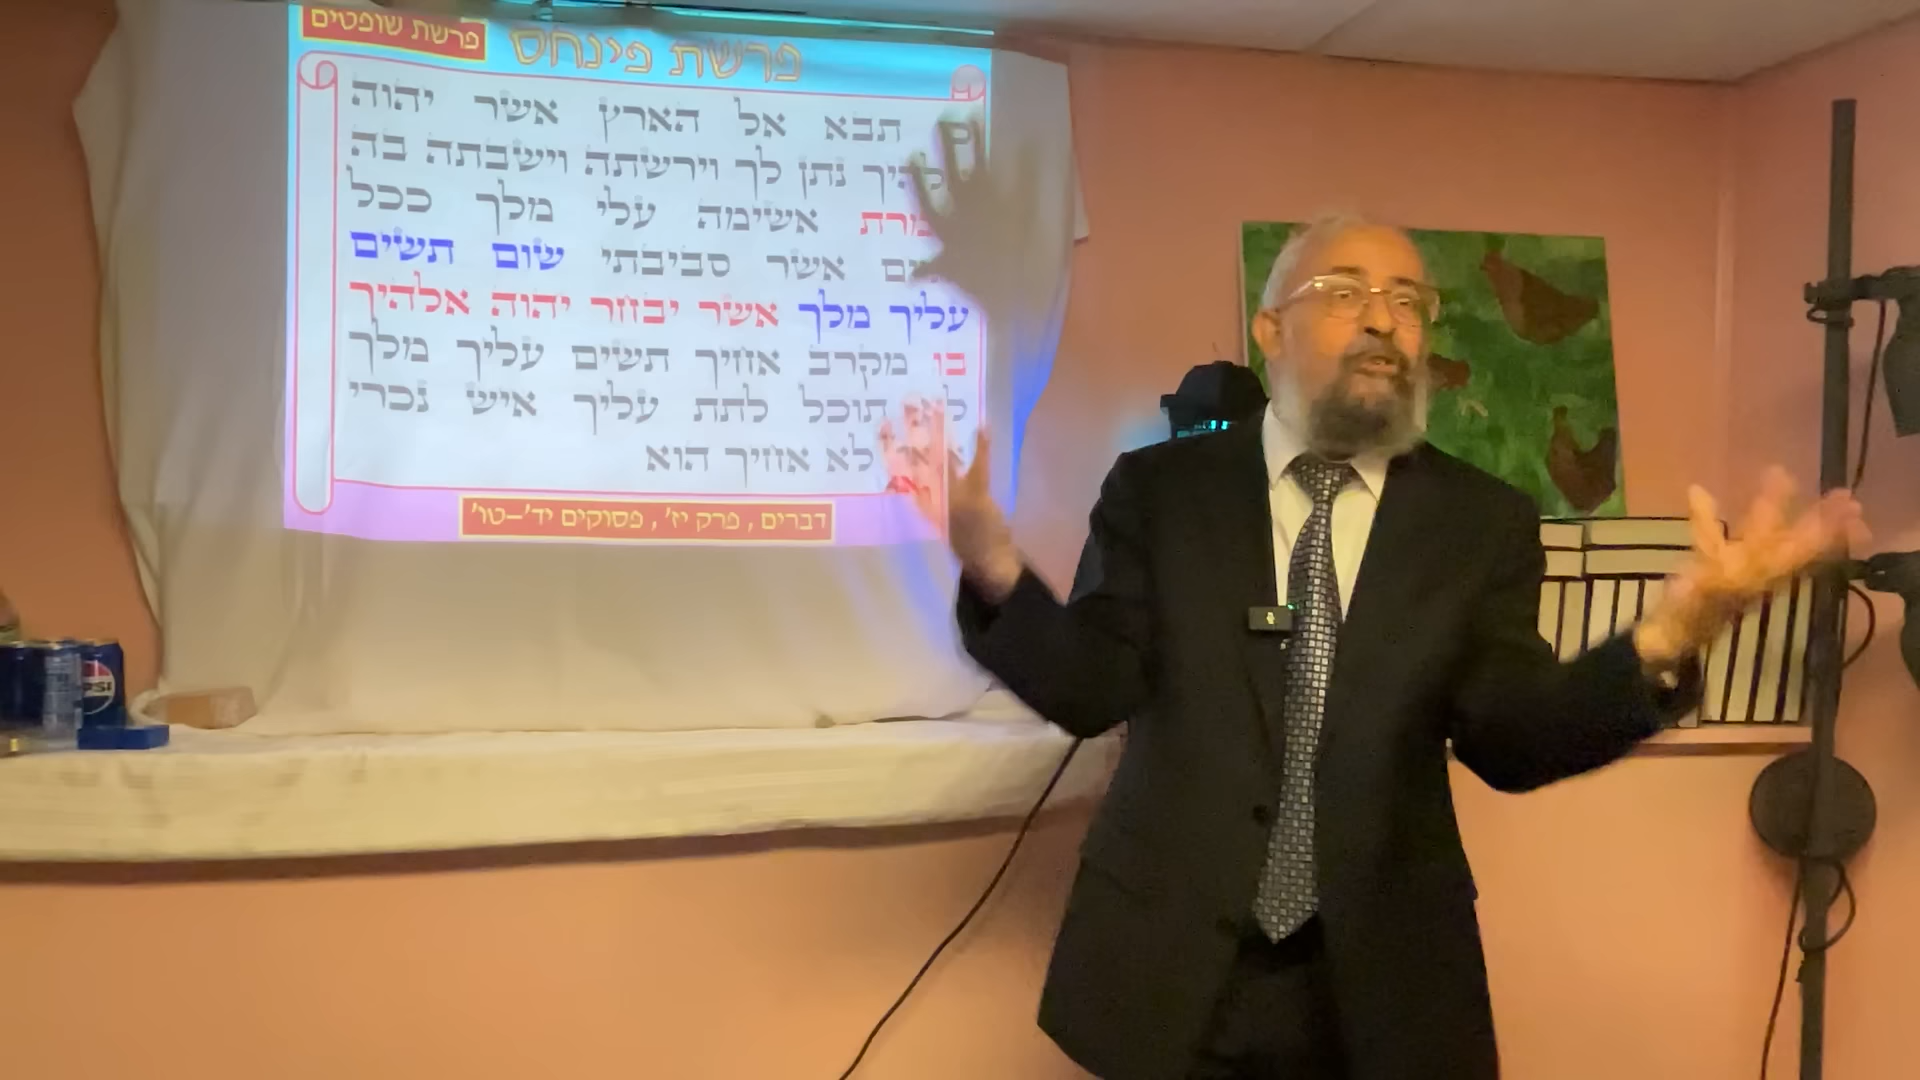 פרשת שופטים
פרשת פינחס
תבא אל הארץ אשר יהוה
נתן לך וירשתה וישבתה בה
אשימה עלי מלך ככל
אשר סביבתי שום תשים
עליך מלך אשר יבחר יהוה אלהיך
בו מקרב אחיך תשים עליך מלך
תוכל לתת עליך איש נכרי
לא אחיך הוא
דברים, פרק יז', פסוקים יד'–טו'